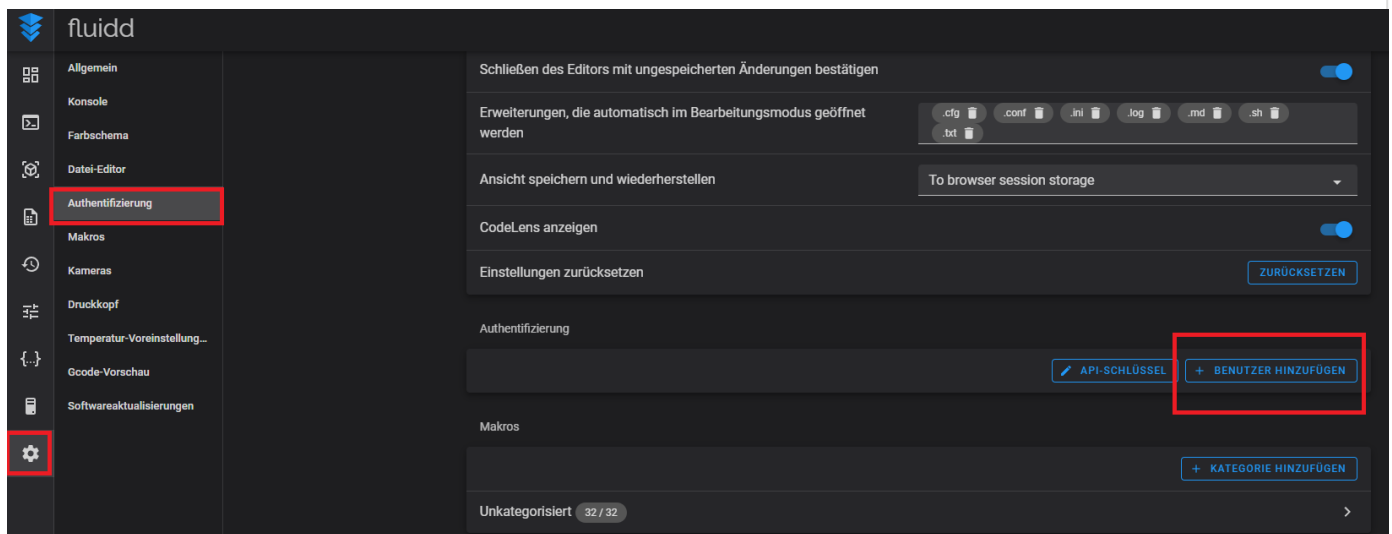 fluidd
Allgemein
Konsole
Farbschema
Datei-Editor
Authentifizierung
Makros
Kameras
Druckkopf
Temperatur-Voreinstellung...
Gcode-Vorschau
Softwareaktualisierungen
Schließen des Editors mit ungespeicherten Änderungen bestätigen
Erweiterungen, die automatisch im Bearbeitungsmodus geöffnet
werden
.cfg .conf .ini .log .md .sh
.txt
Ansicht speichern und wiederherstellen
To browser session storage
CodeLens anzeigen
Einstellungen zurücksetzen
ZURÜCKSETZEN
Authentifizierung
API-SCHLÜSSEL
+ BENUTZER HINZUFÜGEN
Makros
+ KATEGORIE HINZUFÜGEN
Unkategorisiert 32 / 32